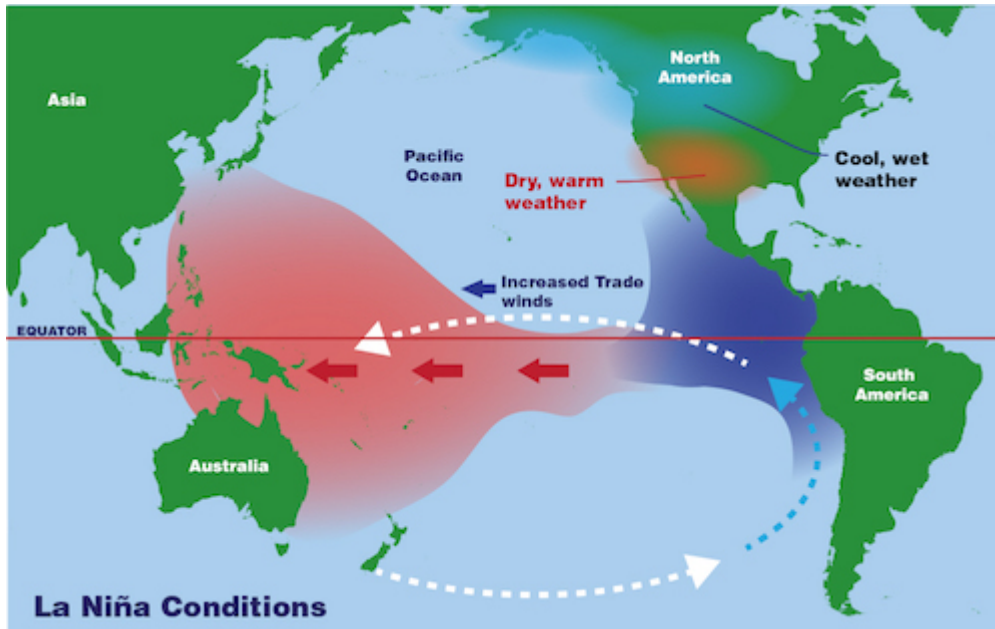 North
America
Asia
Pacific
Ocean
Cool, wet
weather
Dry, warm
weather
Increased Trade
winds
EQUATOR
South
America
Australia
La Niña Conditions